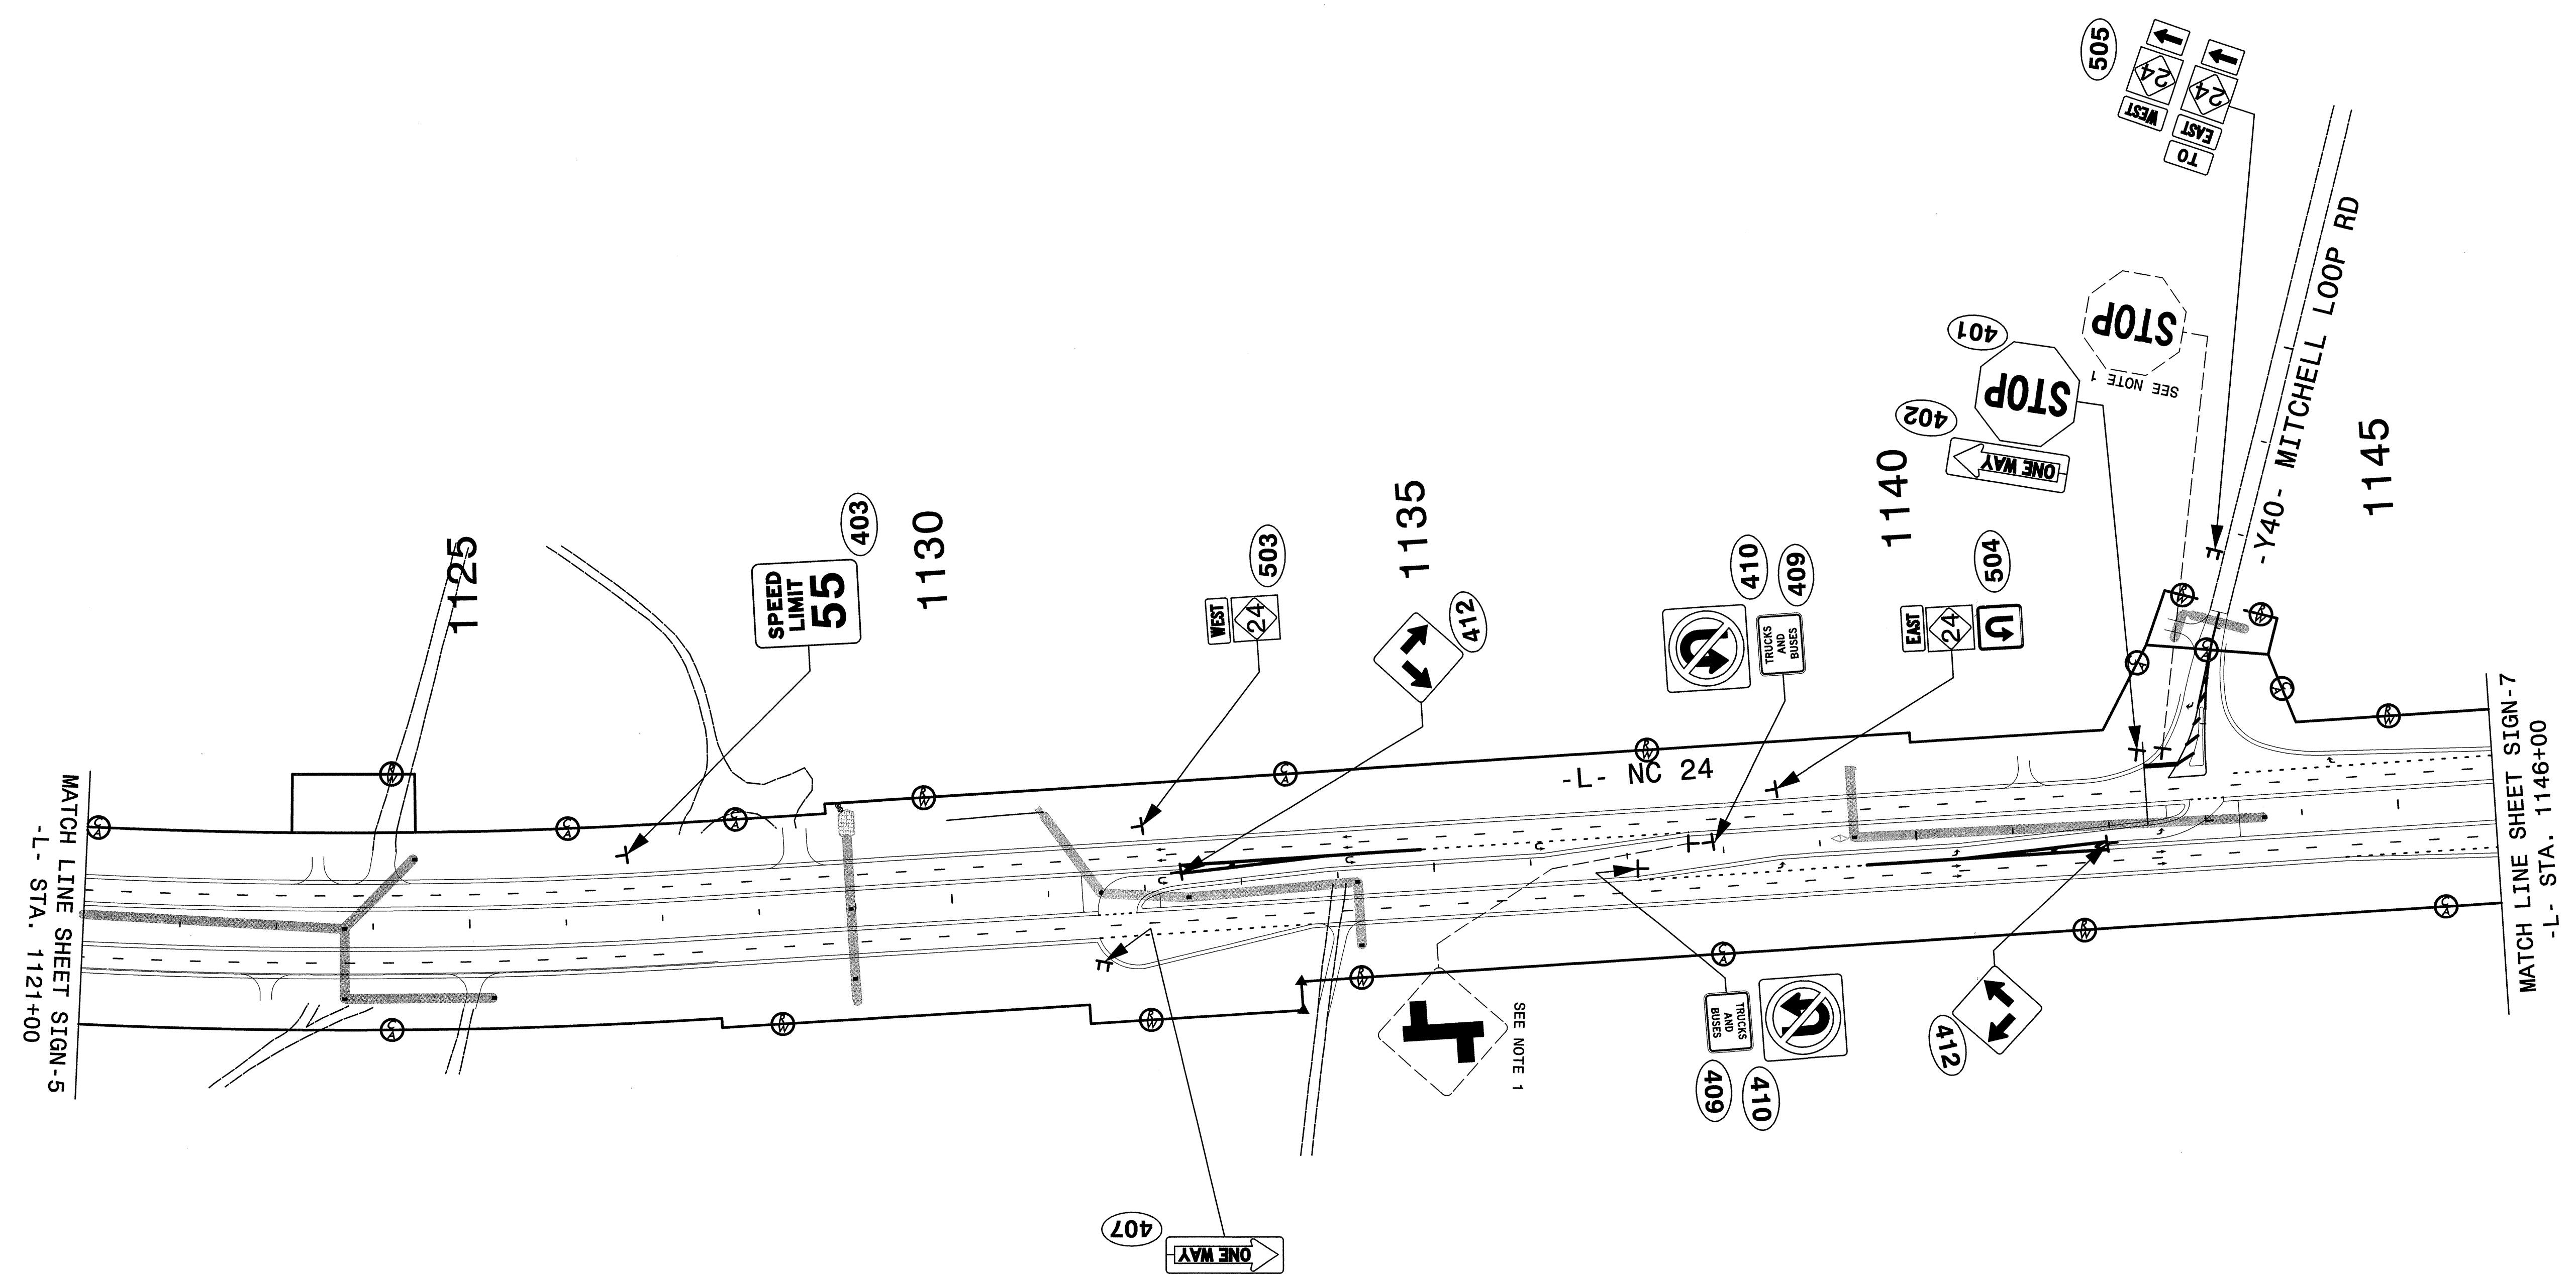 505
24
WEST
24
EAST
TO
-Y40- MITCHELL LOOP RD
STOP
SEE NOTE 1
401
STOP
402
ONE WAY
1145
1140
1135
1130
1125
403
SPEED
LIMIT
55
503
WEST
24
412
410
409
TRUCKS
AND
BUSES
504
EAST
24
-L- NC 24
R/W
C/A
MATCH LINE SHEET SIGN-5
-L- STA. 1121+00
MATCH LINE SHEET SIGN-7
-L- STA. 1146+00
SEE NOTE 1
TRUCKS
AND
BUSES
409
410
412
407
ONE WAY